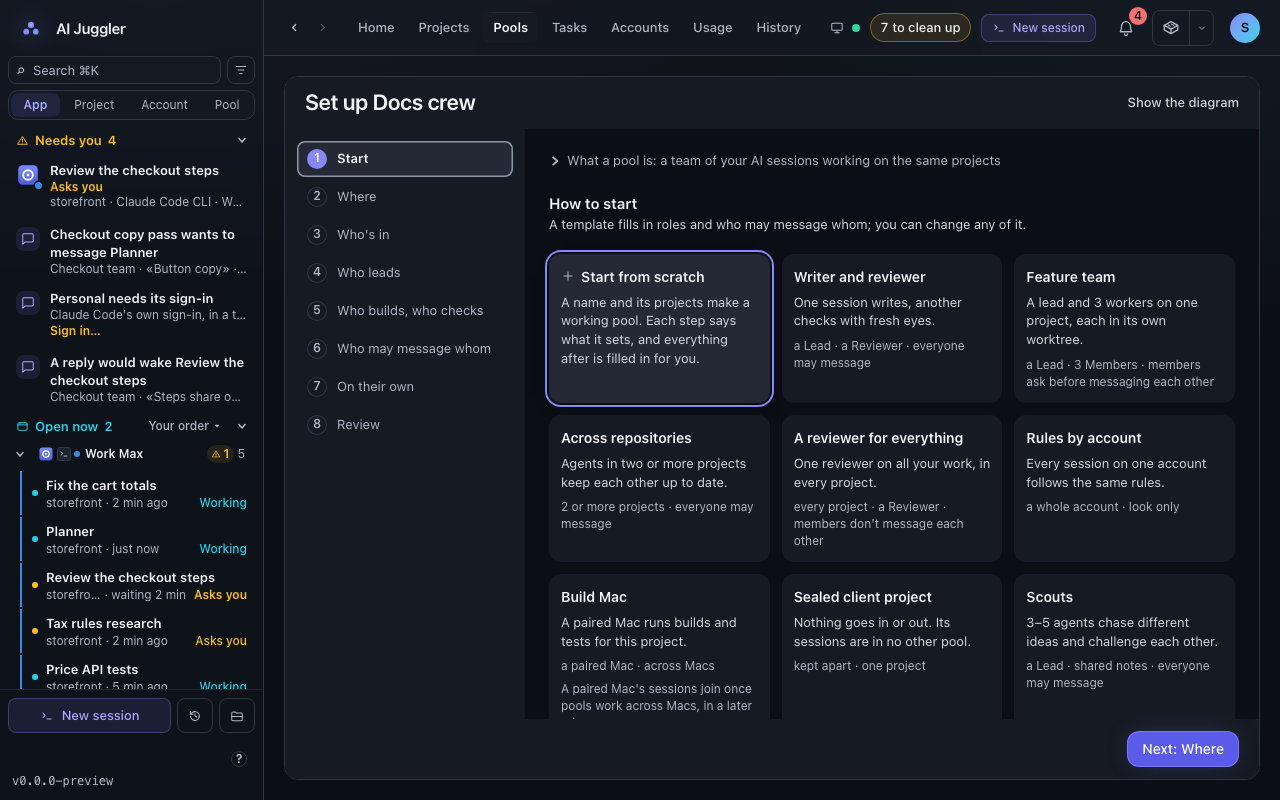 AI Juggler
Search ⌘K
App Project Account Pool
Needs you 4
Review the checkout steps
Asks you
storefront · Claude Code CLI · W...
Checkout copy pass wants to
message Planner
Checkout team · «Button copy» ·...
Personal needs its sign-in
Claude Code's own sign-in, in a t...
Sign in...
A reply would wake Review the
checkout steps
Checkout team · «Steps share o...
Open now 2 Your order
Work Max 1 5
Fix the cart totals
storefront · 2 min ago Working
Planner
storefront · just now Working
Review the checkout steps
storefro... · waiting 2 min Asks you
Tax rules research
storefront · 2 min ago Asks you
Price API tests
storefront · 5 min ago Working
New session
?
v0.0.0-preview
Home Projects Pools Tasks Accounts Usage History
7 to clean up
New session
4
S
Set up Docs crew
Show the diagram
1 Start
2 Where
3 Who's in
4 Who leads
5 Who builds, who checks
6 Who may message whom
7 On their own
8 Review
What a pool is: a team of your AI sessions working on the same projects
How to start
A template fills in roles and who may message whom; you can change any of it.
Start from scratch
A name and its projects make a
working pool. Each step says
what it sets, and everything
after is filled in for you.
Writer and reviewer
One session writes, another
checks with fresh eyes.
a Lead · a Reviewer · everyone
may message
Feature team
A lead and 3 workers on one
project, each in its own
worktree.
a Lead · 3 Members · members
ask before messaging each other
Across repositories
Agents in two or more projects
keep each other up to date.
2 or more projects · everyone may
message
A reviewer for everything
One reviewer on all your work, in
every project.
every project · a Reviewer ·
members don't message each
other
Rules by account
Every session on one account
follows the same rules.
a whole account · look only
Build Mac
A paired Mac runs builds and
tests for this project.
a paired Mac · across Macs
A paired Mac's sessions join once
pools work across Macs, in a later
Sealed client project
Nothing goes in or out. Its
sessions are in no other pool.
kept apart · one project
Scouts
3–5 agents chase different
ideas and challenge each other.
a Lead · shared notes · everyone
may message
Next: Where